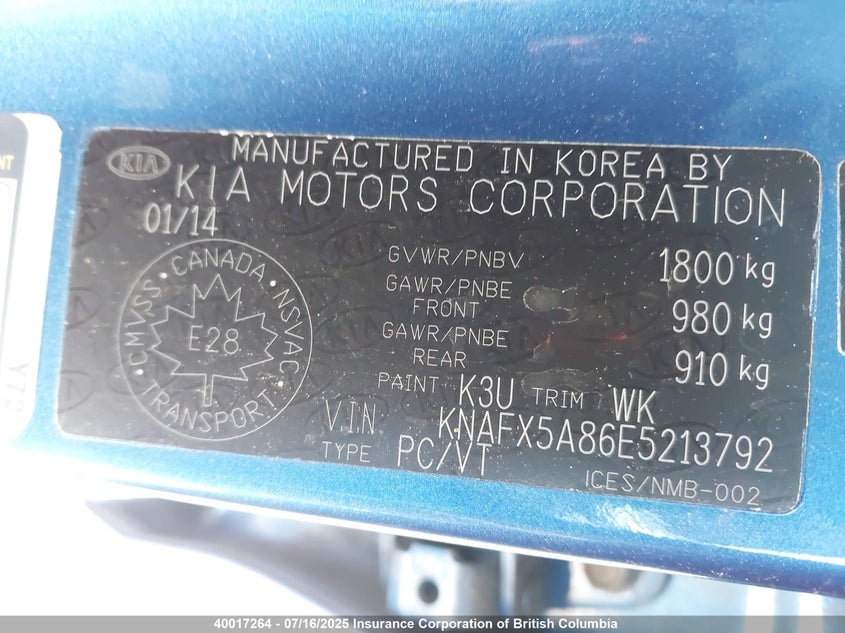 NT
Y72
KIA
MANUFACTURED IN KOREA BY
KIA MOTORS CORPORATION
01/14
CMVSS CANADA NSVAC
E28
TRANSPORT
GVWR/PNBV 1800 kg
GAWR/PNBE FRONT 980 kg
GAWR/PNBE REAR 910 kg
PAINT K3U TRIM WK
V.I.N KNAFX5A86E5213792
TYPE PC/VT
ICES/NMB-002
40017264 - 07/16/2025 Insurance Corporation of British Columbia